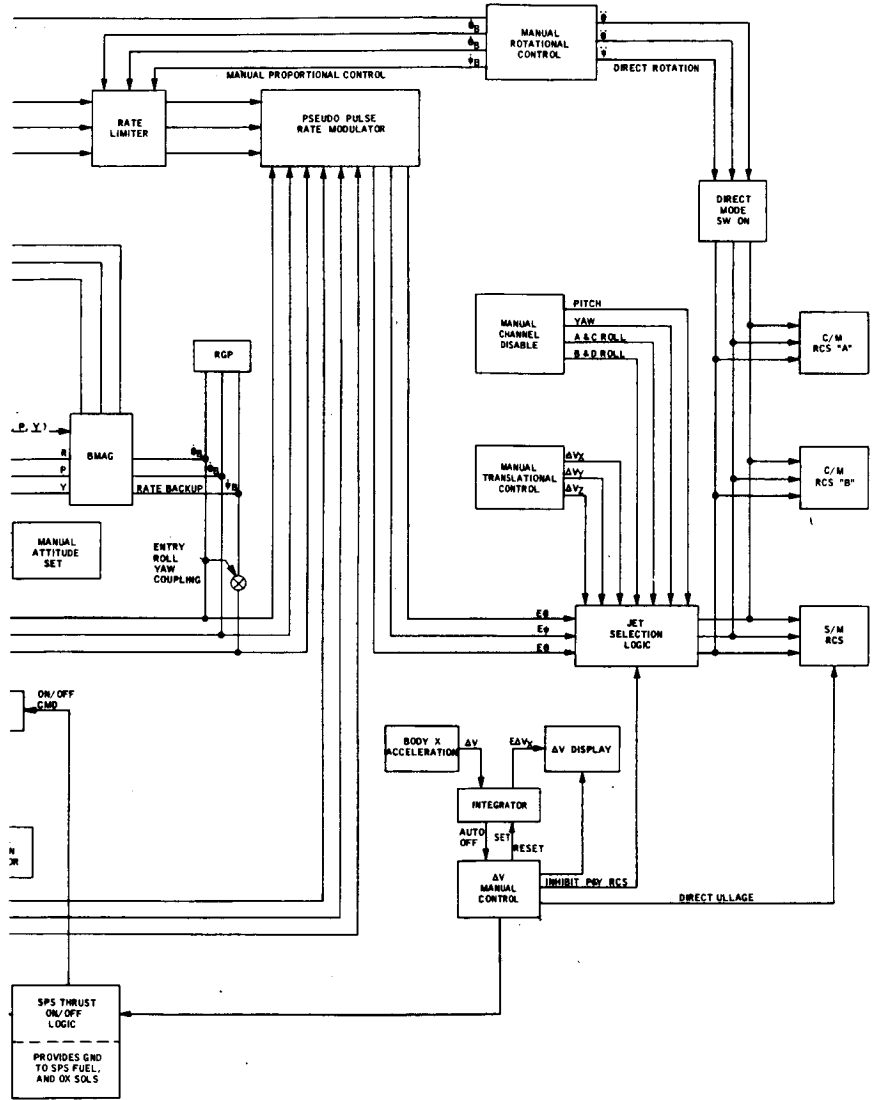 MANUAL
ROTATIONAL
CONTROL
MANUAL PROPORTIONAL CONTROL
DIRECT ROTATION
RATE
LIMITER
PSEUDO PULSE
RATE MODULATOR
DIRECT
MODE
SW ON
MANUAL
CHANNEL
DISABLE
PITCH
YAW
A & C ROLL
B & D ROLL
C/M
RCS "A"
RGP
P, Y )
R
P
Y
BMAG
RATE BACKUP
MANUAL
TRANSLATIONAL
CONTROL
ΔVX
ΔVY
ΔVZ
C/M
RCS "B"
MANUAL
ATTITUDE
SET
ENTRY
ROLL
YAW
COUPLING
JET
SELECTION
LOGIC
S/M
RCS
ON/OFF
CMD
BODY X
ACCELERATION
ΔV
EΔVX
ΔV DISPLAY
INTEGRATOR
AUTO
OFF
SET
RESET
ΔV
MANUAL
CONTROL
INHIBIT P&Y RCS
DIRECT ULLAGE
SPS THRUST
ON/OFF
LOGIC
PROVIDES GND
TO SPS FUEL,
AND OX SOLS